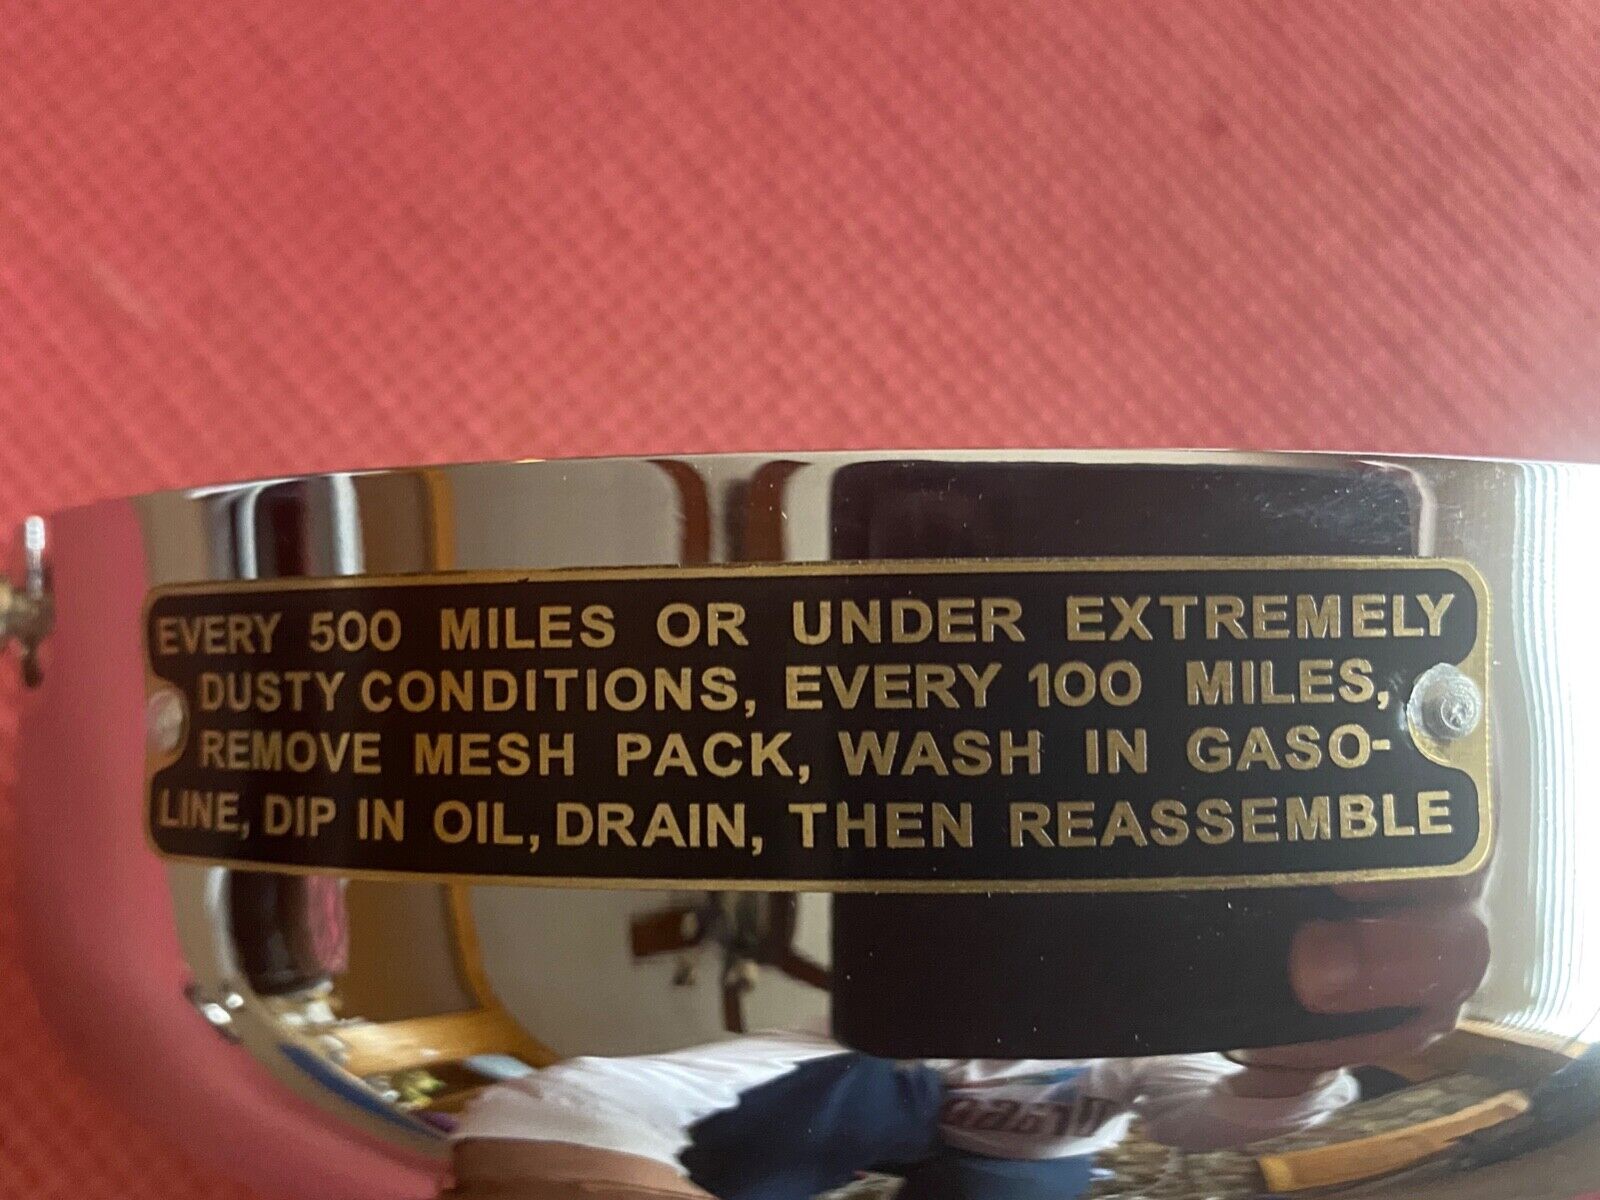 EVERY 500 MILES OR UNDER EXTREMELY
DUSTY CONDITIONS, EVERY 100 MILES,
REMOVE MESH PACK, WASH IN GASO-
LINE, DIP IN OIL, DRAIN, THEN REASSEMBLE